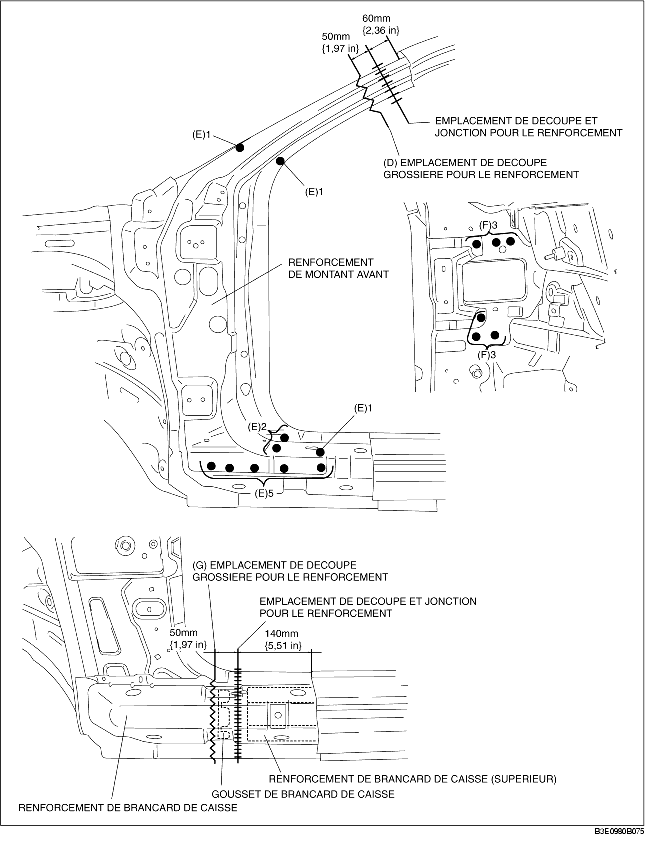 60mm
{2,36 in}
50mm
{1,97 in}
EMPLACEMENT DE DECOUPE ET
JONCTION POUR LE RENFORCEMENT
(E)1
(D) EMPLACEMENT DE DECOUPE
GROSSIERE POUR LE RENFORCEMENT
(E)1
(F)3
RENFORCEMENT
DE MONTANT AVANT
(F)3
(E)1
(E)2
(E)5
(G) EMPLACEMENT DE DECOUPE
GROSSIERE POUR LE RENFORCEMENT
EMPLACEMENT DE DECOUPE ET JONCTION
POUR LE RENFORCEMENT
50mm
{1,97 in}
140mm
{5,51 in}
RENFORCEMENT DE BRANCARD DE CAISSE (SUPERIEUR)
GOUSSET DE BRANCARD DE CAISSE
RENFORCEMENT DE BRANCARD DE CAISSE
B3E0980B075